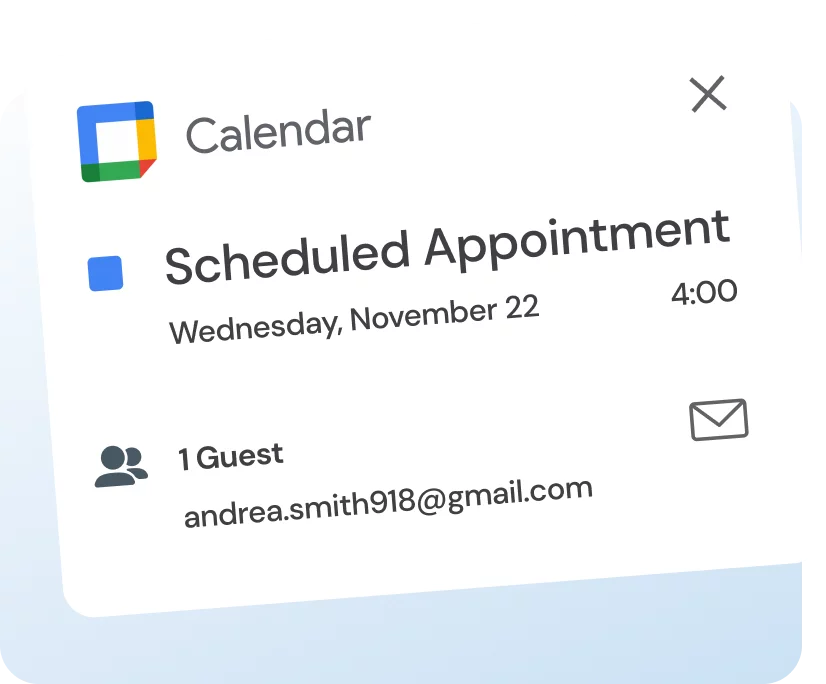 Calendar
Scheduled Appointment
Wednesday, November 22
4:00
1 Guest
andrea.smith918@gmail.com